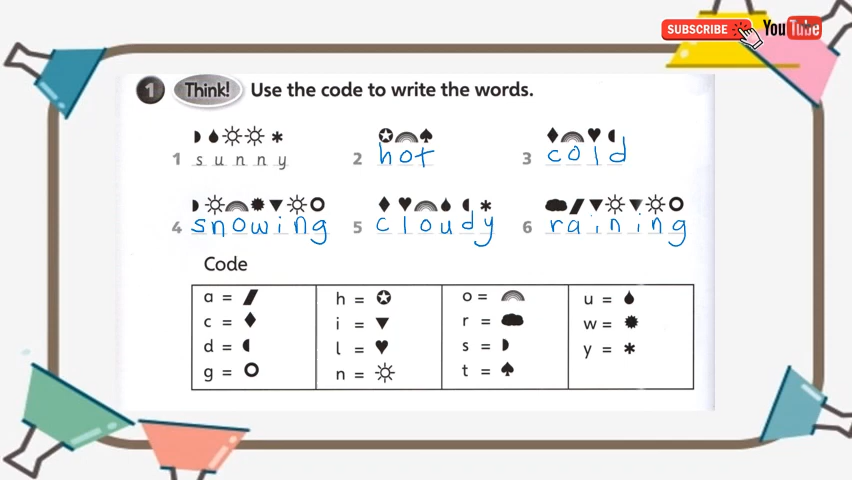 SUBSCRIBE YouTube
1 Think! Use the code to write the words.
1 sunny 2 hot 3 cold
4 snowing 5 cloudy 6 raining
Code
a = h = o = u =
c = i = r = w =
d = l = s = y =
g = n = t =